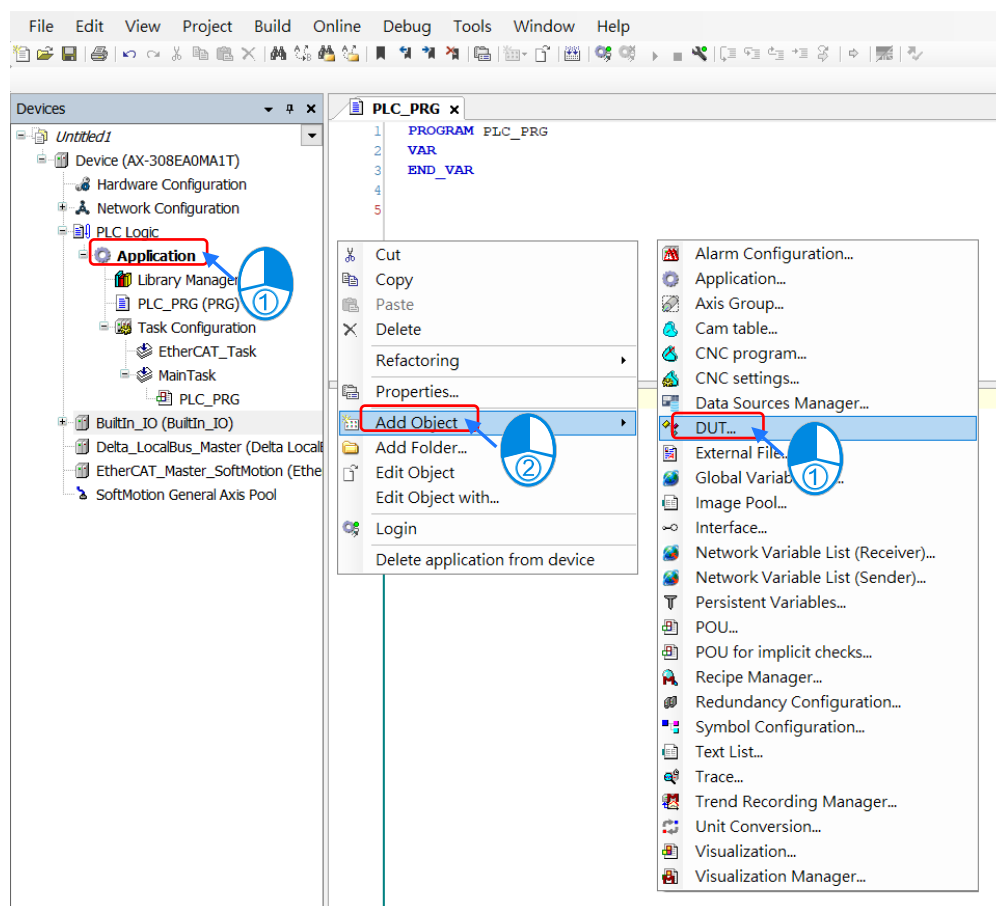 File Edit View Project Build Online Debug Tools Window Help
Devices
Untitled1
Device (AX-308EA0MA1T)
Hardware Configuration
Network Configuration
PLC Logic
Application
Library Manager
PLC_PRG (PRG)
Task Configuration
EtherCAT_Task
MainTask
PLC_PRG
BuiltIn_IO (BuiltIn_IO)
Delta_LocalBus_Master (Delta LocalB
EtherCAT_Master_SoftMotion (Ethe
SoftMotion General Axis Pool
1
PLC_PRG
1 PROGRAM PLC_PRG
2 VAR
3 END_VAR
4
5
Cut
Copy
Paste
Delete
Refactoring
Properties...
Add Object
Add Folder...
Edit Object
Edit Object with...
Login
Delete application from device
2
Alarm Configuration...
Application...
Axis Group...
Cam table...
CNC program...
CNC settings...
Data Sources Manager...
DUT...
External File...
Global Variab
Image Pool...
Interface...
Network Variable List (Receiver)...
Network Variable List (Sender)...
Persistent Variables...
POU...
POU for implicit checks...
Recipe Manager...
Redundancy Configuration...
Symbol Configuration...
Text List...
Trace...
Trend Recording Manager...
Unit Conversion...
Visualization...
Visualization Manager...
1